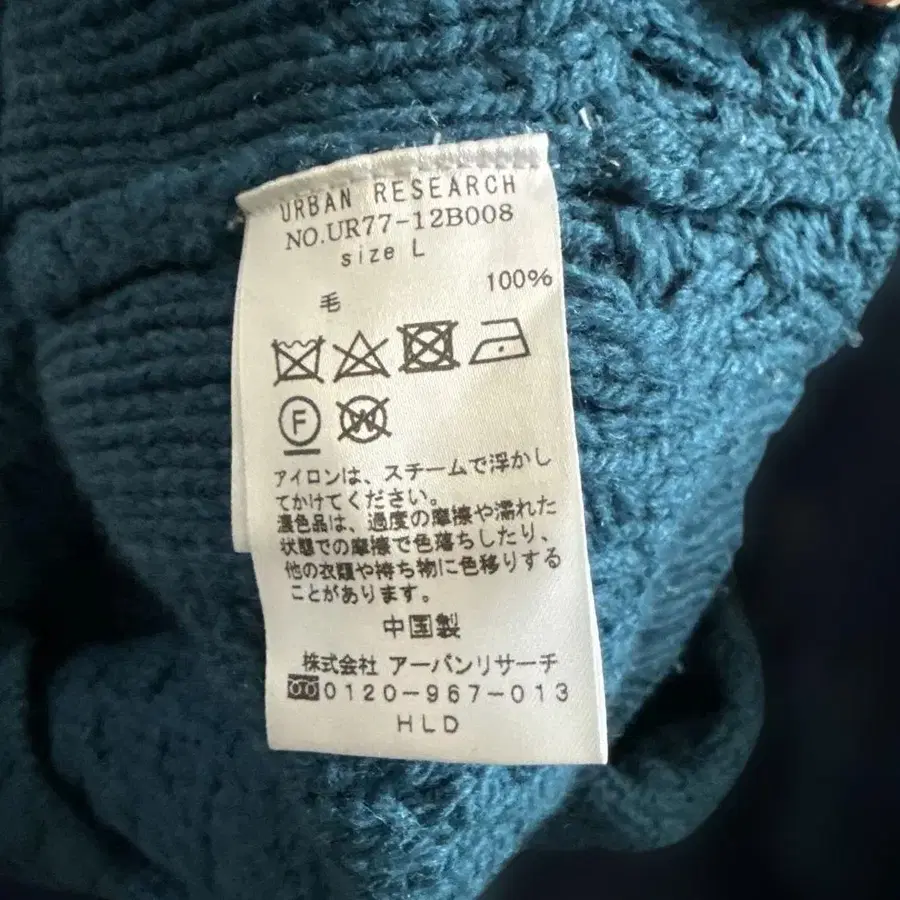 URBAN RESEARCH
NO.UR77-12B008
size L
毛 100%
F W
アイロンは、スチームで浮かし
てかけてください。
濃色品は、過度の摩擦や濡れた
状態での摩擦で色落ちしたり、
他の衣類や持ち物に色移りする
ことがあります。
中国製
株式会社 アーバンリサーチ
0120-967-013
HLD